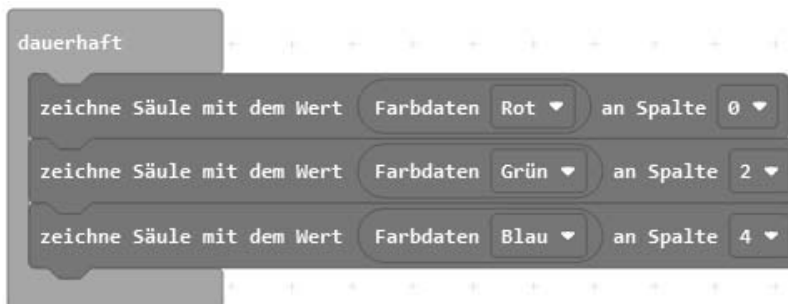 dauerhaft
zeichne Säule mit dem Wert Farbdaten Rot an Spalte 0
zeichne Säule mit dem Wert Farbdaten Grün an Spalte 2
zeichne Säule mit dem Wert Farbdaten Blau an Spalte 4